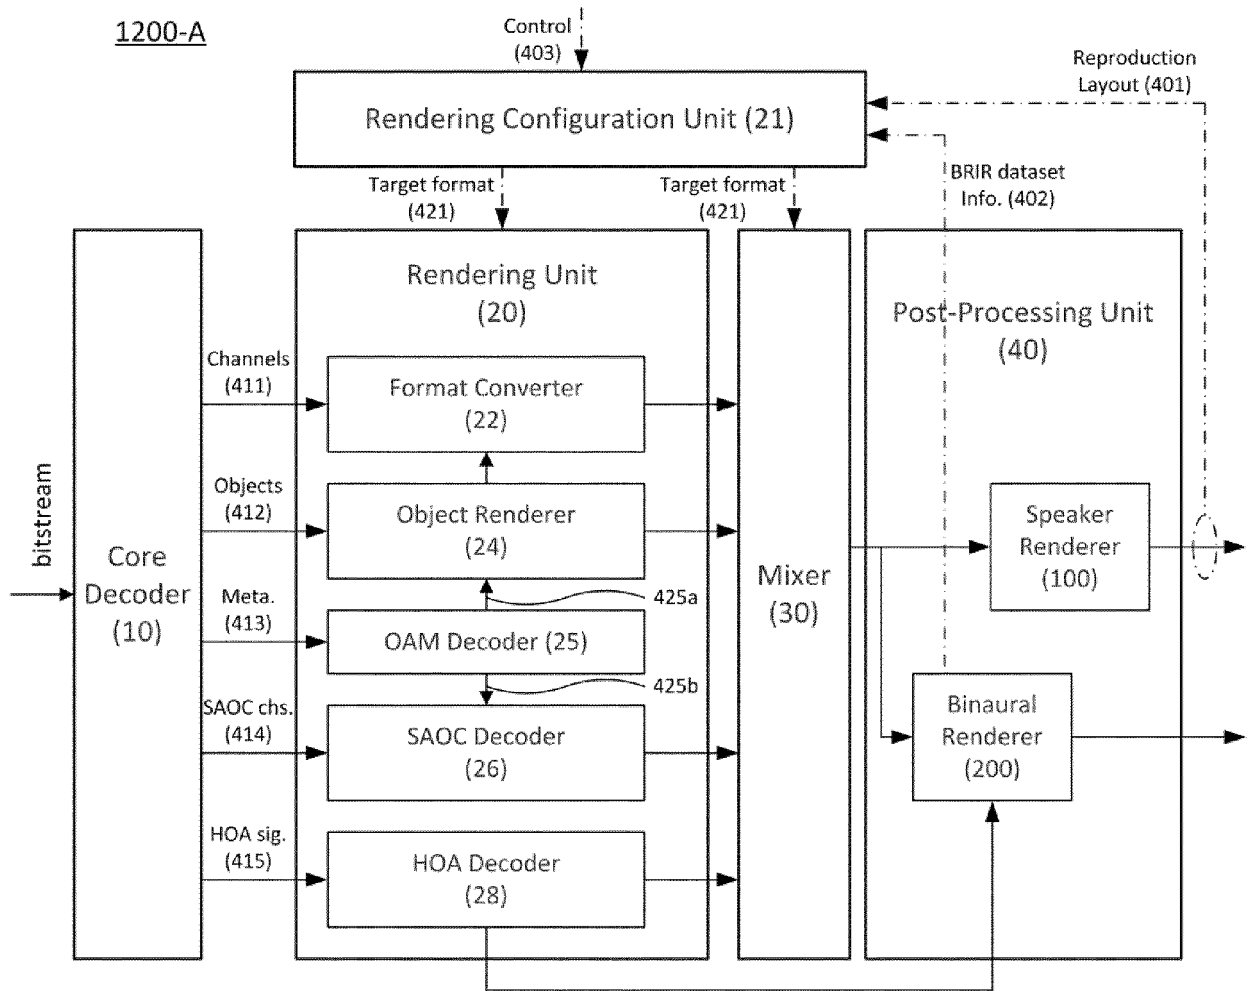 1200-A
Control
(403)
Reproduction
Layout (401)
Rendering Configuration Unit (21)
Target format
(421)
Target format
(421)
BRIR dataset
Info. (402)
Rendering Unit
(20)
Post-Processing Unit
(40)
Channels
(411)
Format Converter
(22)
bitstream
Objects
(412)
Object Renderer
(24)
Speaker
Renderer
(100)
Core
Decoder
(10)
Mixer
(30)
Meta.
(413)
425a
OAM Decoder (25)
425b
SAOC chs.
(414)
SAOC Decoder
(26)
Binaural
Renderer
(200)
HOA sig.
(415)
HOA Decoder
(28)